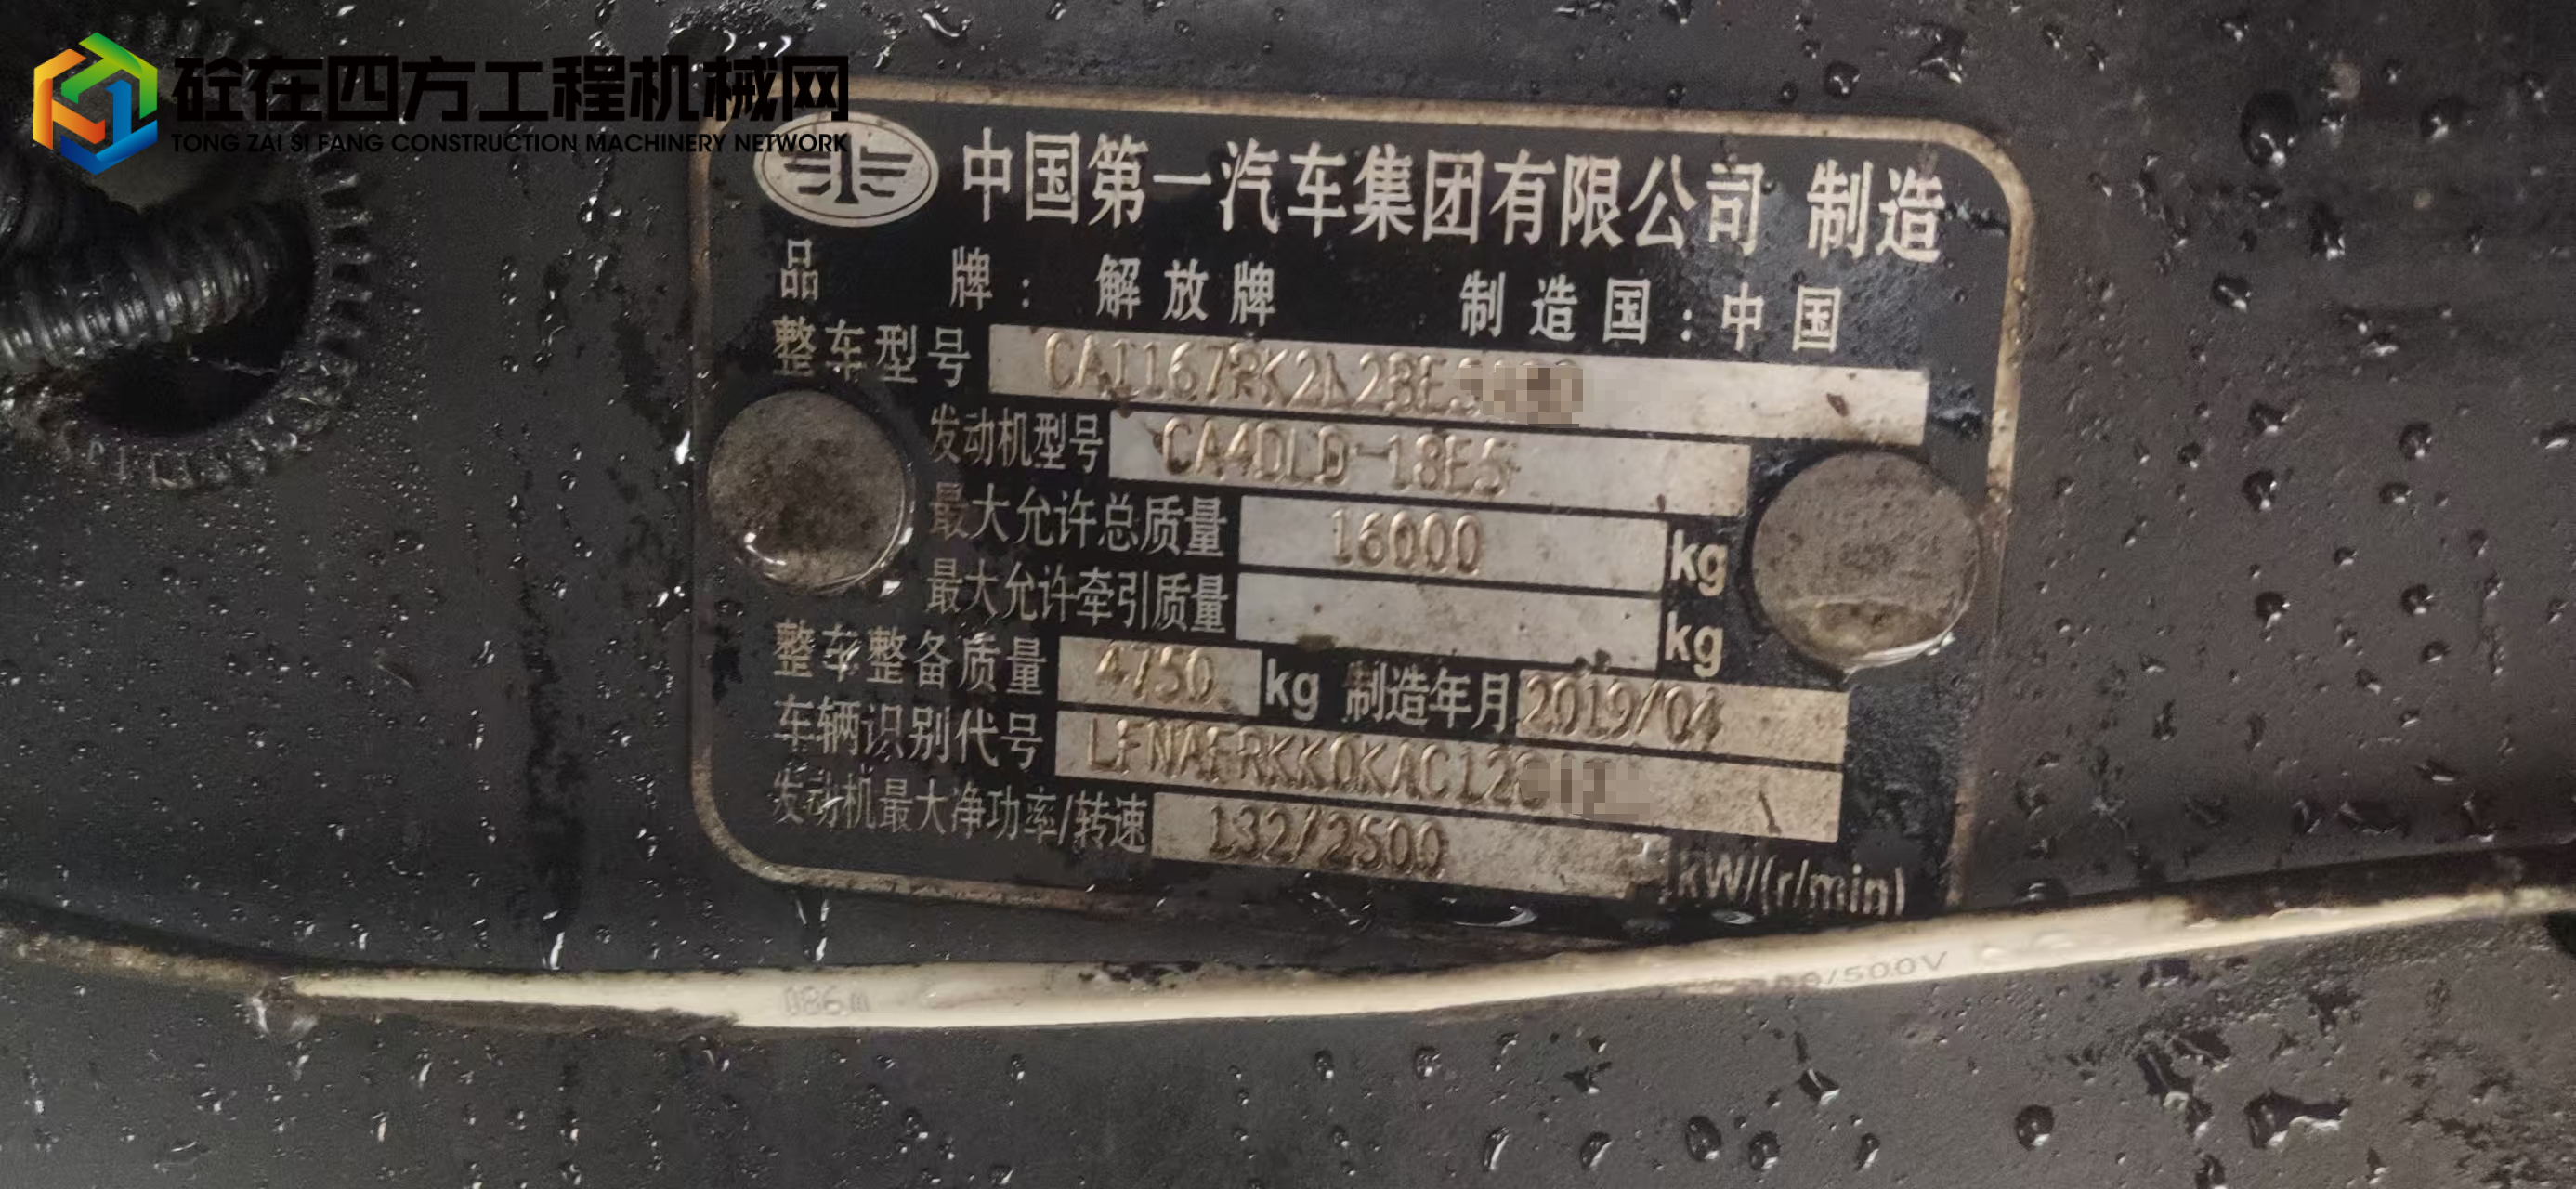 砼在四方工程机械网
TONG ZAI SI FANG CONSTRUCTION MACHINERY NETWORK
中国第一汽车集团有限公司 制造
品 牌： 解放牌 制造国：中国
整车型号
发动机型号 CA4DLD-18E5
最大允许总质量 16000 kg
最大允许牵引质量 kg
整车整备质量 4750 kg 制造年月 2019/04
车辆识别代号
发动机最大净功率/转速 132/2500 kW/(r/min)
/500V